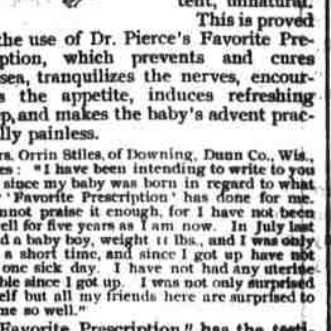 tent, unnatural.
This is proved
the use of Dr. Pierce's Favorite Pre-
ption, which prevents and cures
sea, tranquilizes the nerves, encour-
s the appetite, induces refreshing
p, and makes the baby's advent prac-
lly painless.
rs. Orrin Stiles, of Downing, Dunn Co., Wis.,
es: "I have been intending to write to you
since my baby was born in regard to what
'Favorite Prescription' has done for me.
nnot praise it enough, for I have not been
ell for five years as I am now. In July last
d a baby boy, weight 11 lbs., and I was only
a short time, and since I got up have not
one sick day. I have not had any uterine
ble since I got up. I was not only surprised
elf but all my friends here are surprised to
me so well."
Favorite Prescription" has the testi-